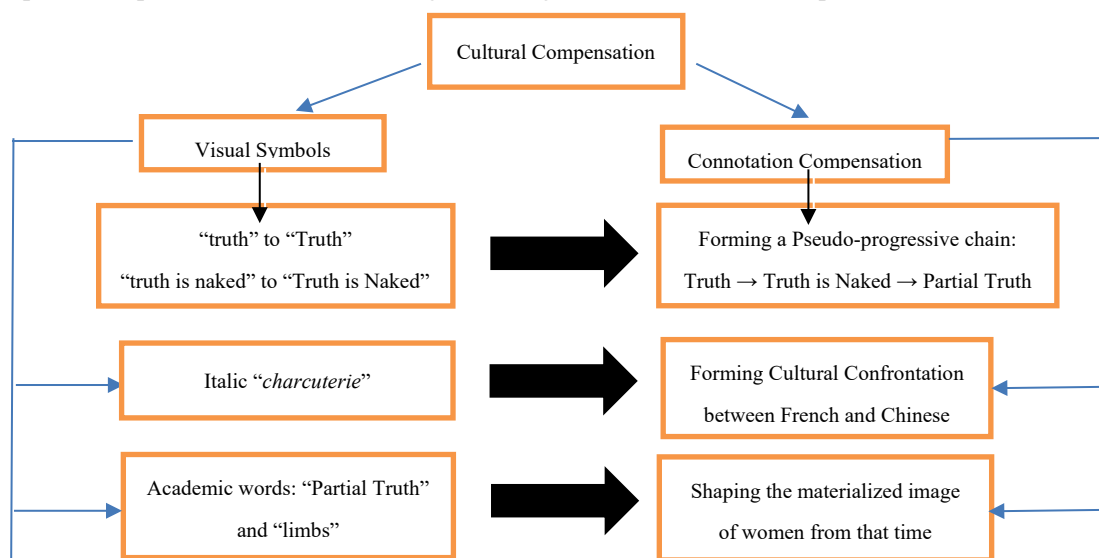 Cultural Compensation
Visual Symbols
Connotation Compensation
“truth” to “Truth”
“truth is naked” to “Truth is Naked”
Forming a Pseudo-progressive chain:
Truth → Truth is Naked → Partial Truth
Italic “charcuterie”
Forming Cultural Confrontation
between French and Chinese
Academic words: “Partial Truth”
and “limbs”
Shaping the materialized image
of women from that time